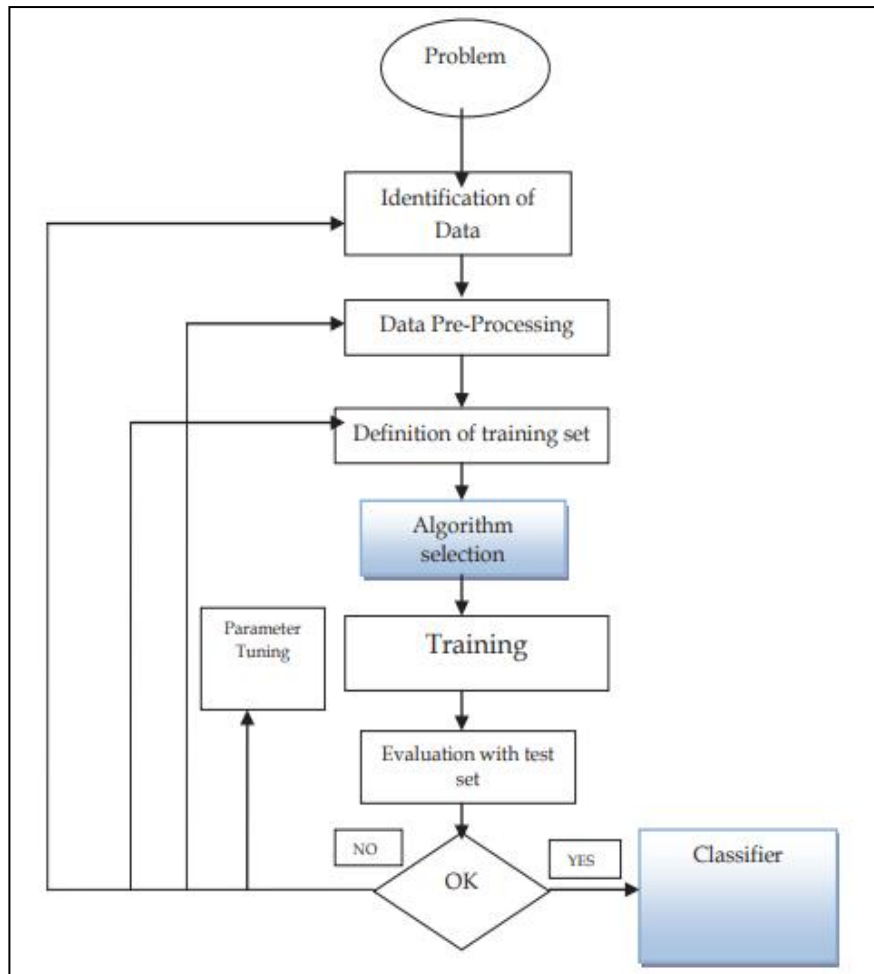 Problem
Identification of
Data
Data Pre-Processing
Definition of training set
Algorithm
selection
Parameter
Tuning
Training
Evaluation with test
set
NO
OK
YES
Classifier